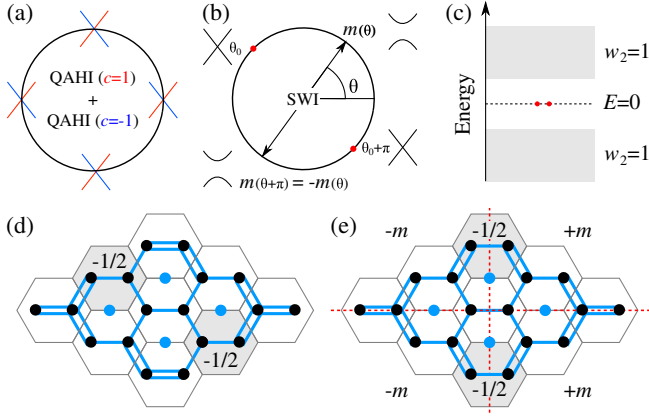 (a)
QAHI (c=1)
+
QAHI (c=-1)
(b)
m(θ)
θ₀
θ
SWI
θ₀+π
m(θ+π) = -m(θ)
(c)
Energy
w₂=1
E=0
w₂=1
(d)
-1/2
-1/2
(e)
-m
-1/2
+m
-m
-1/2
+m